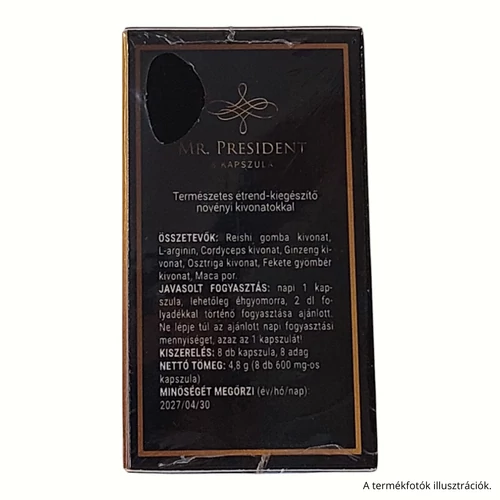 MR. PRESIDENT
KAPSZULA
Természetes étrend-kiegészítő
növényi kivonatokkal
ÖSSZETEVŐK: Reishi gomba kivonat,
L-arginin, Cordyceps kivonat, Ginzeng ki-
vonat, Osztriga kivonat, Fekete gyömbér
kivonat, Maca por.
JAVASOLT FOGYASZTÁS: napi 1 kap-
szula, lehetőleg éhgyomorra, 2 dl fo-
lyadékkal történő fogyasztása ajánlott.
Ne lépje túl az ajánlott napi fogyasztási
mennyiséget, azaz az 1 kapszulát!
KISZERELÉS: 8 db kapszula, 8 adag
NETTÓ TÖMEG: 4,8 g (8 db 600 mg-os
kapszula)
MINŐSÉGÉT MEGŐRZI (év/hó/nap):
2027/04/30
A termékfotók illusztrációk.